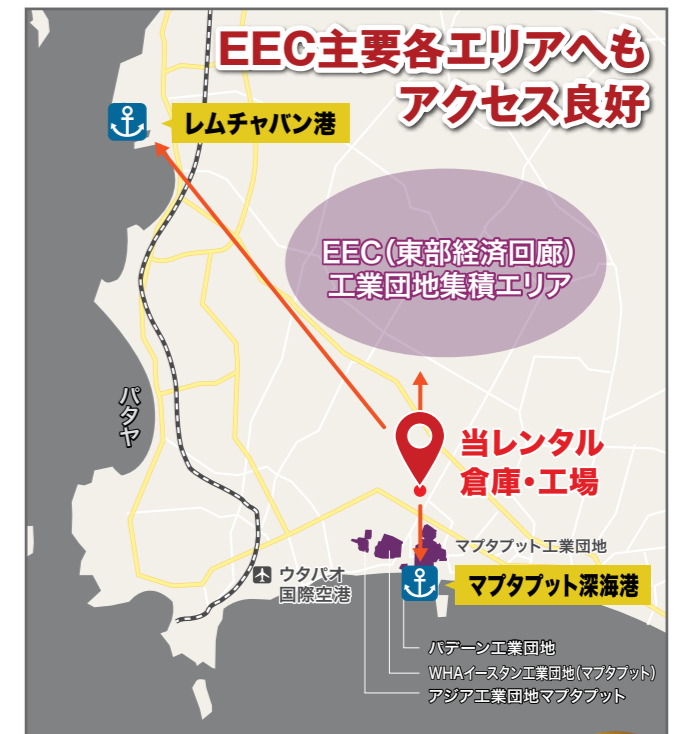 EEC主要各エリアへも
アクセス良好
レムチャバン港
EEC(東部経済回廊)
工業団地集積エリア
パタヤ
当レンタル
倉庫・工場
マプタプット工業団地
ウタパオ
国際空港
マプタプット深海港
パデーン工業団地
WHAイースタン工業団地(マプタプット)
アジア工業団地マプタプット